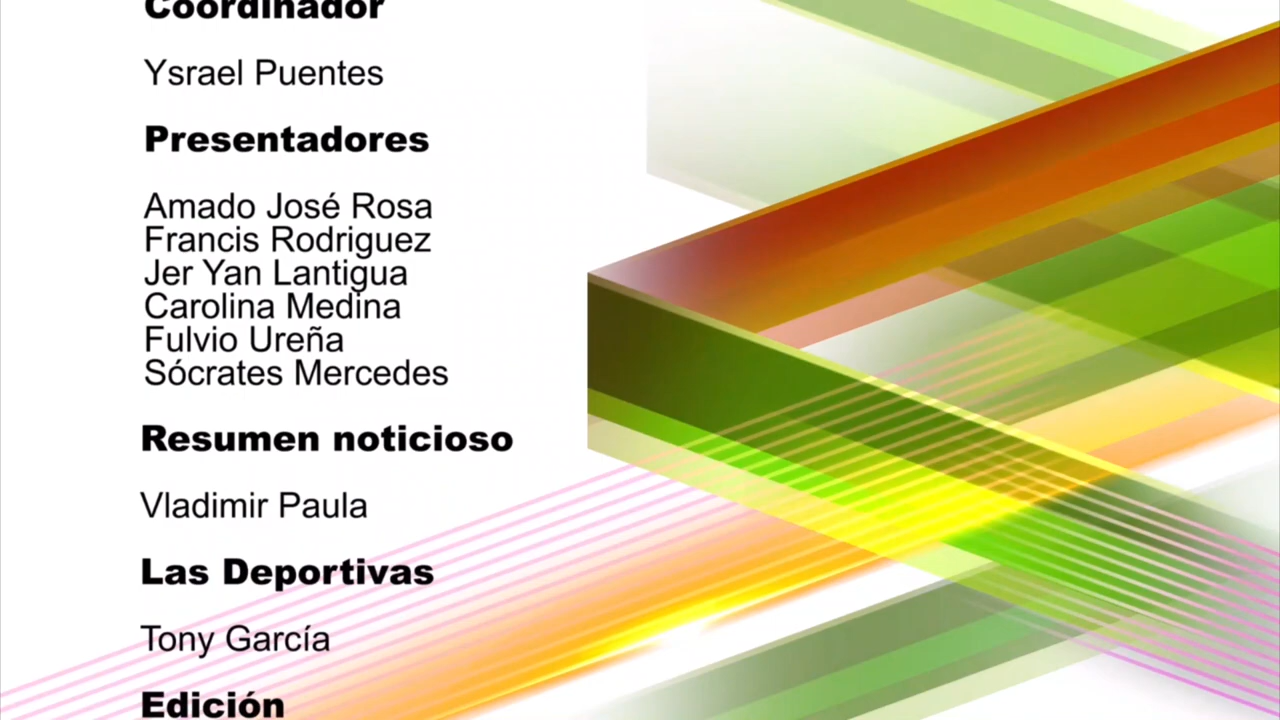 Coordinador
Ysrael Puentes
Presentadores
Amado José Rosa
Francis Rodriguez
Jer Yan Lantigua
Carolina Medina
Fulvio Ureña
Sócrates Mercedes
Resumen noticioso
Vladimir Paula
Las Deportivas
Tony García
Edición